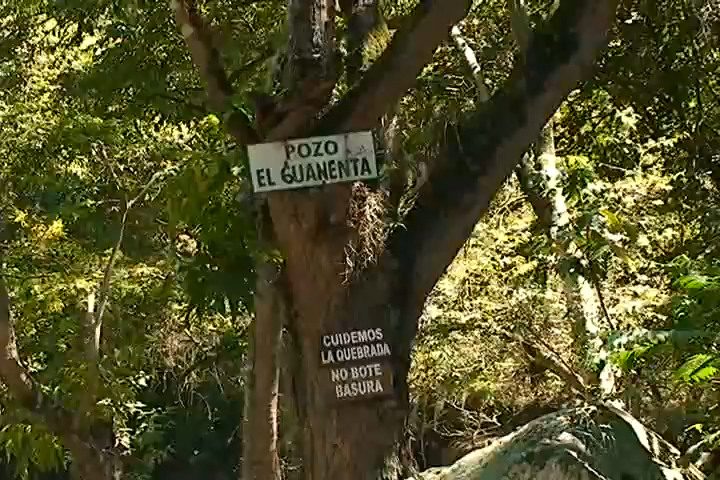 POZO
EL GUANENTA
CUIDEMOS
LA QUEBRADA
NO BOTE
BASURA